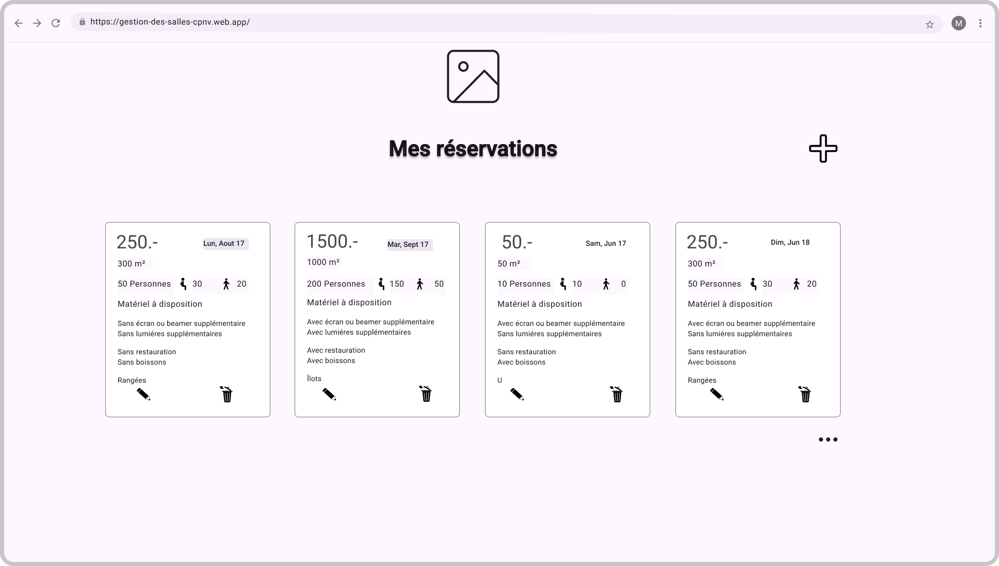 https://gestion-des-salles-cpnv.web.app/
M
Mes réservations
250.-
Lun, Aout 17
300 m²
50 Personnes 30 20
Matériel à disposition
Sans écran ou beamer supplémentaire
Sans lumiéres supplémentaires
Sans restauration
Sans boissons
Rangées
1500.-
Mar, Sept 17
1000 m²
200 Personnes 150 50
Matériel à disposition
Avec écran ou beamer supplémentaire
Avec lumiéres supplémentaires
Avec restauration
Avec boissons
Îlots
50.-
Sam, Jun 17
50 m²
10 Personnes 10 0
Matériel à disposition
Avec écran ou beamer supplémentaire
Sans lumiéres supplémentaires
Sans restauration
Avec boissons
U
250.-
Dim, Jun 18
300 m²
50 Personnes 30 20
Matériel à disposition
Avec écran ou beamer supplémentaire
Sans lumiéres supplémentaires
Sans restauration
Avec boissons
Rangées